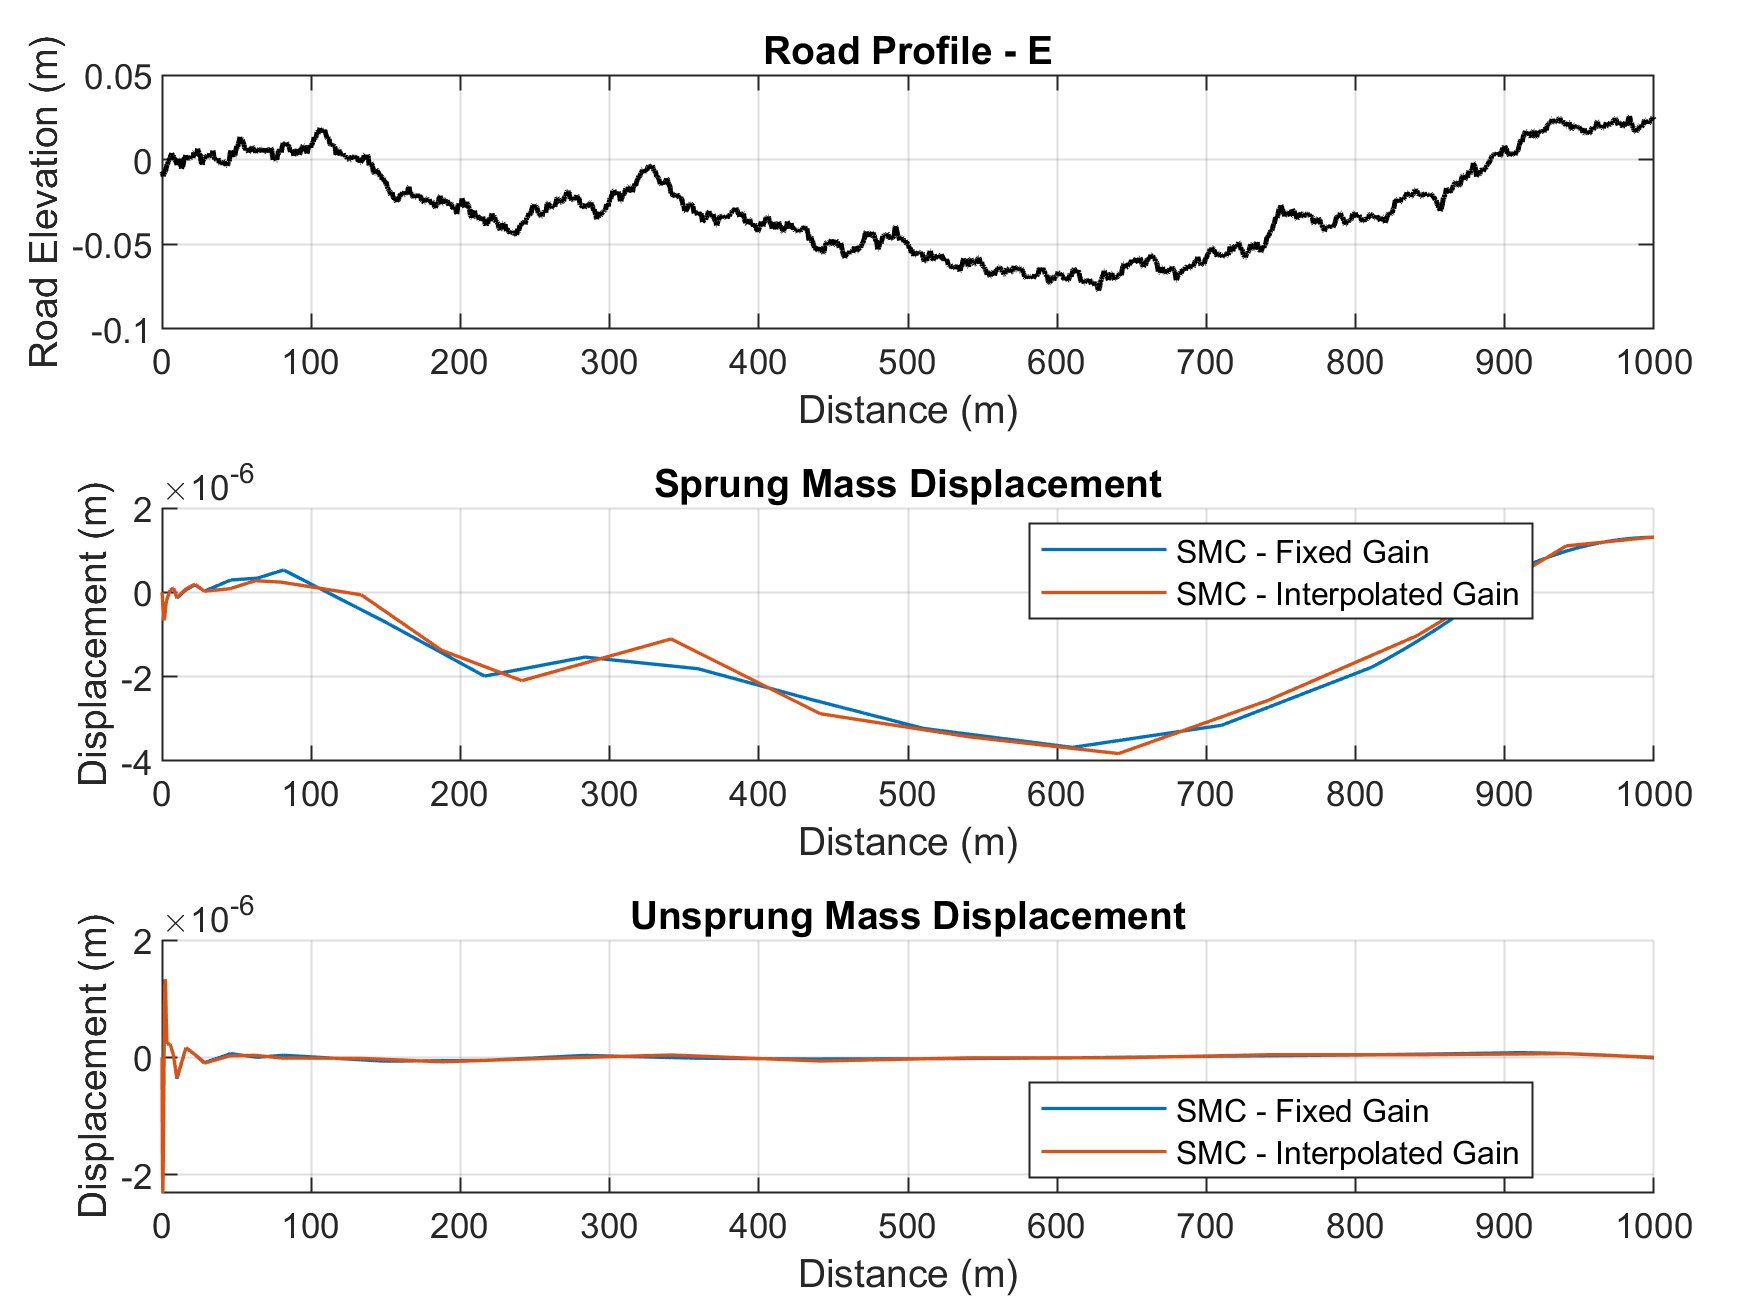 Road Profile - E
Road Elevation (m)
0.05
0
-0.05
-0.1
0 100 200 300 400 500 600 700 800 900 1000
Distance (m)
Sprung Mass Displacement
×10-6
Displacement (m)
2
0
-2
-4
SMC - Fixed Gain
SMC - Interpolated Gain
0 100 200 300 400 500 600 700 800 900 1000
Distance (m)
Unsprung Mass Displacement
×10-6
Displacement (m)
2
0
-2
SMC - Fixed Gain
SMC - Interpolated Gain
0 100 200 300 400 500 600 700 800 900 1000
Distance (m)